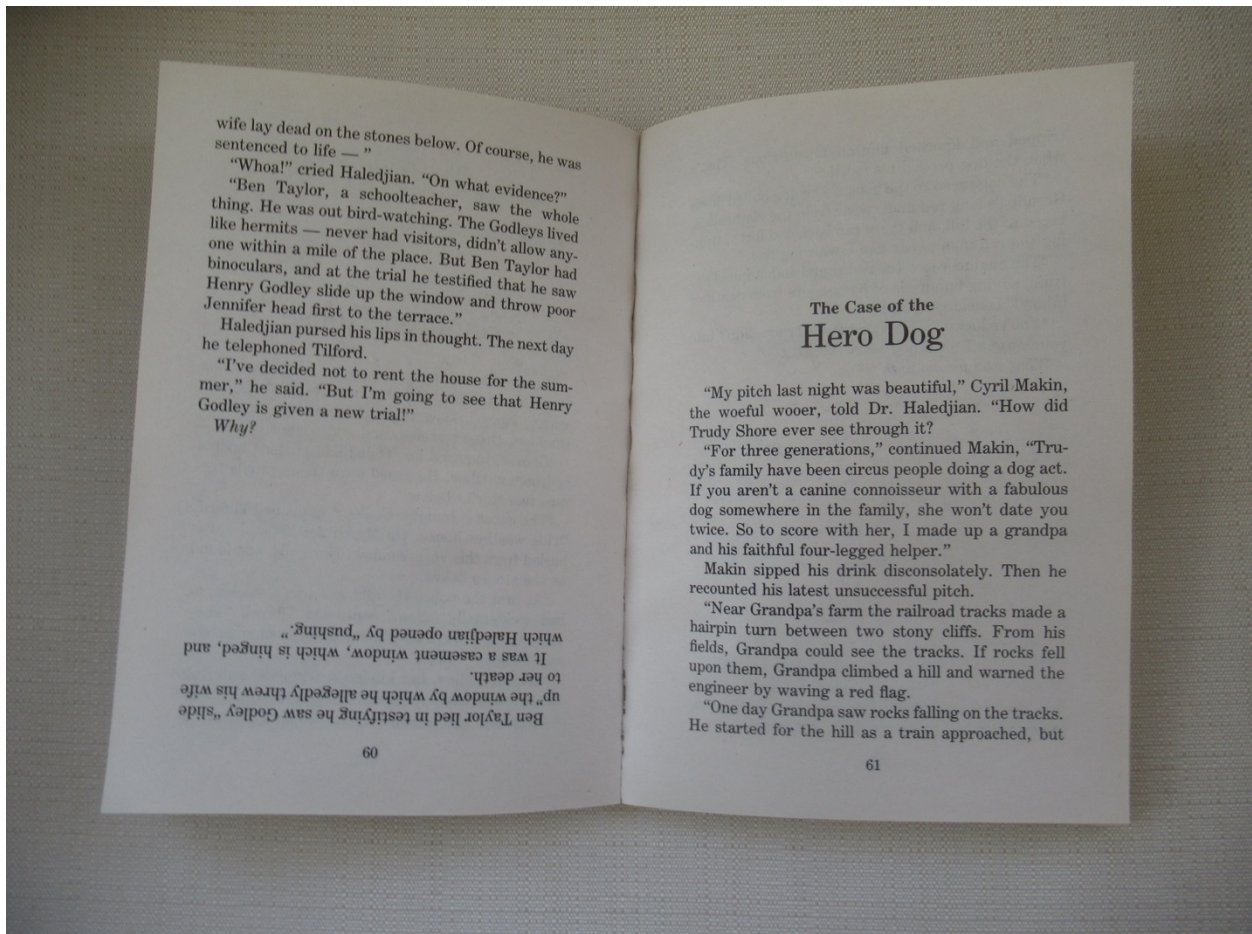 wife lay dead on the stones below. Of course, he was
sentenced to life — ”
“Whoa!” cried Haledjian. “On what evidence?”
“Ben Taylor, a schoolteacher, saw the whole
thing. He was out bird-watching. The Godleys lived
like hermits — never had visitors, didn’t allow any-
one within a mile of the place. But Ben Taylor had
binoculars, and at the trial he testified that he saw
Henry Godley slide up the window and throw poor
Jennifer head first to the terrace.”
Haledjian pursed his lips in thought. The next day
he telephoned Tilford.
“I’ve decided not to rent the house for the sum-
mer,” he said. “But I’m going to see that Henry
Godley is given a new trial!”
Why?
Ben Taylor lied in testifying he saw Godley “slide
up” the window by which he allegedly threw his wife
to her death.
It was a casement window, which is hinged, and
which Haledjian opened by “pushing.”
60
The Case of the
Hero Dog
“My pitch last night was beautiful,” Cyril Makin,
the woeful wooer, told Dr. Haledjian. “How did
Trudy Shore ever see through it?
“For three generations,” continued Makin, “Tru-
dy’s family have been circus people doing a dog act.
If you aren’t a canine connoisseur with a fabulous
dog somewhere in the family, she won’t date you
twice. So to score with her, I made up a grandpa
and his faithful four-legged helper.”
Makin sipped his drink disconsolately. Then he
recounted his latest unsuccessful pitch.
“Near Grandpa’s farm the railroad tracks made a
hairpin turn between two stony cliffs. From his
fields, Grandpa could see the tracks. If rocks fell
upon them, Grandpa climbed a hill and warned the
engineer by waving a red flag.
“One day Grandpa saw rocks falling on the tracks.
He started for the hill as a train approached, but
61